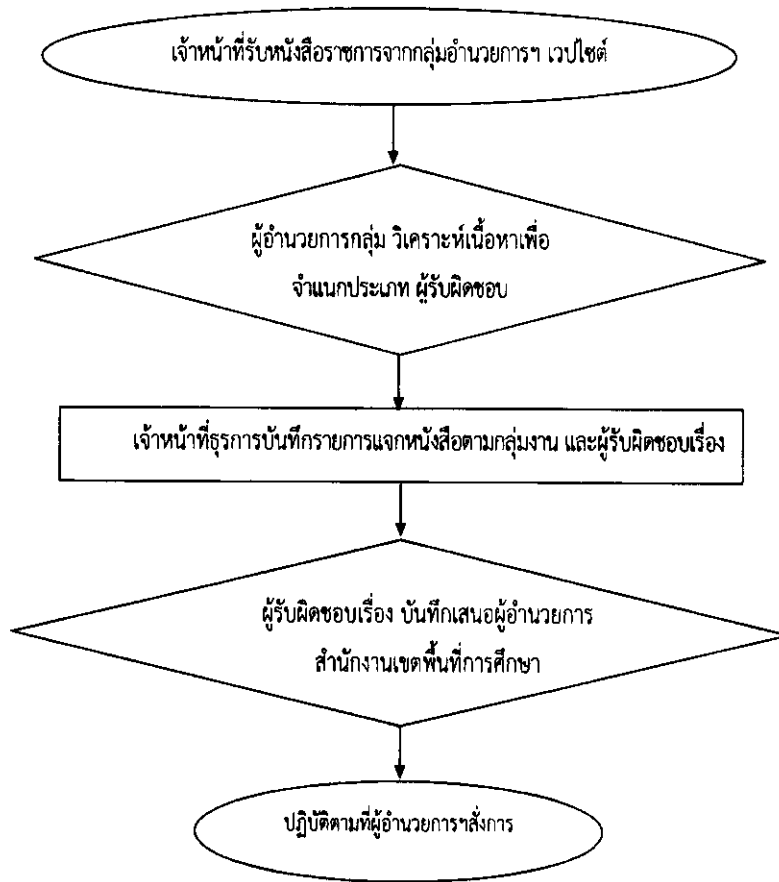 เจ้าหน้าที่รับหนังสือราชการจากกลุ่มอำนวยการฯ เวปไซต์
ผู้อำนวยการกลุ่ม วิเคราะห์เนื้อหาเพื่อ
จำแนกประเภท ผู้รับผิดชอบ
เจ้าหน้าที่ธุรการบันทึกรายการแจกหนังสือตามกลุ่มงาน และผู้รับผิดชอบเรื่อง
ผู้รับผิดชอบเรื่อง บันทึกเสนอผู้อำนวยการ
สำนักงานเขตพื้นที่การศึกษา
ปฏิบัติตามที่ผู้อำนวยการฯสั่งการ